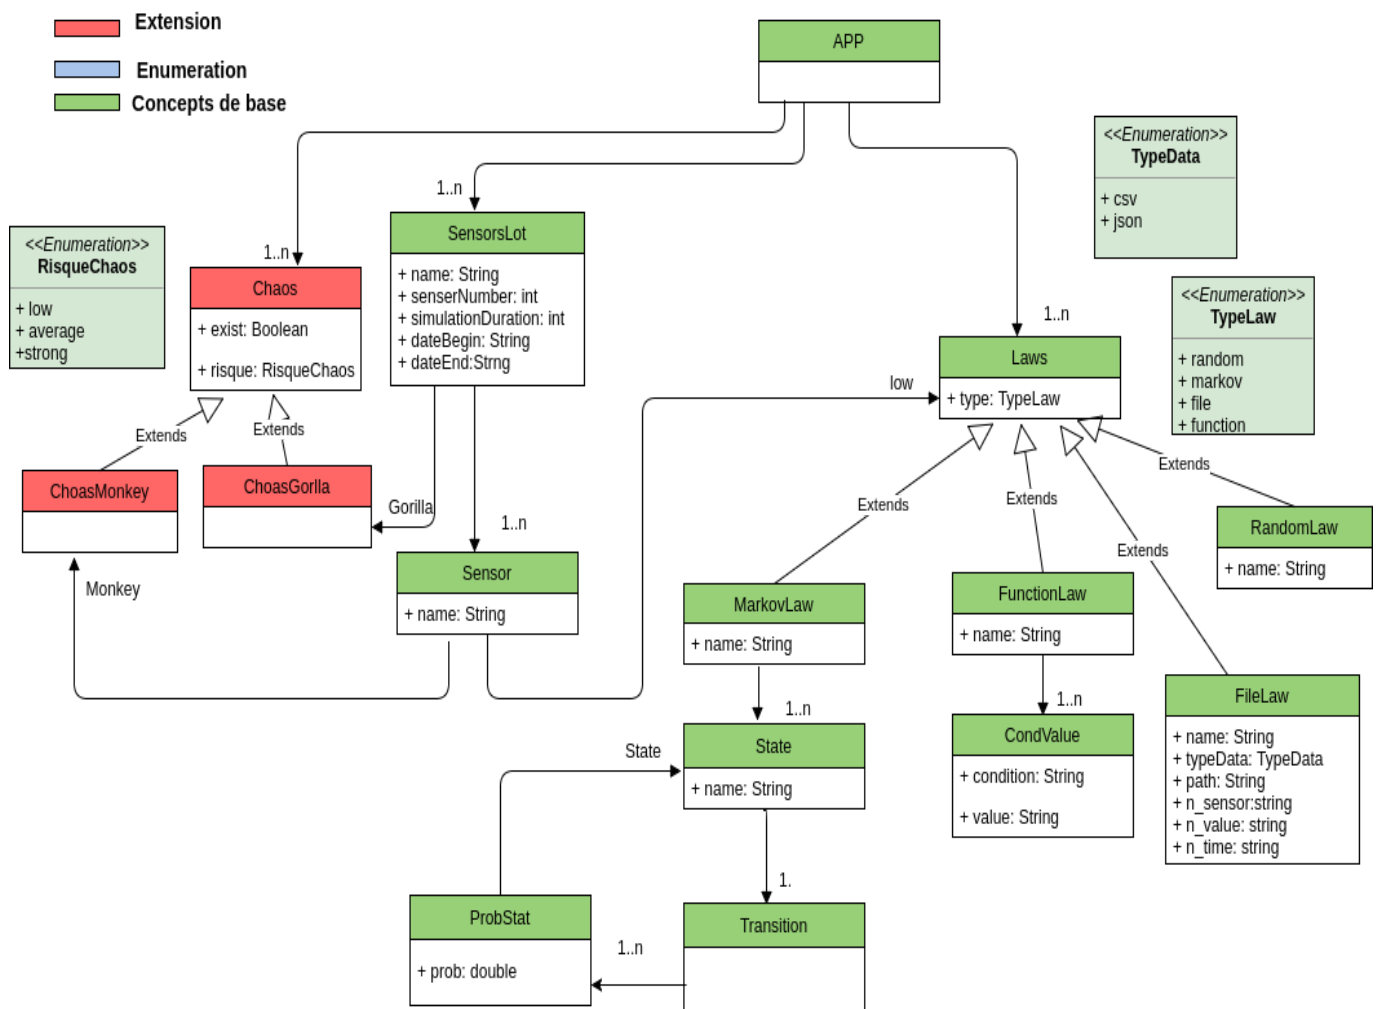 Extension
Enumeration
Concepts de base
APP
<<Enumeration>>
TypeData
+ csv
+ json
1..n
SensorsLot
+ name: String
+ senserNumber: int
+ simulationDuration: int
+ dateBegin: String
+ dateEnd:Strng
<<Enumeration>>
RisqueChaos
+ low
+ average
+strong
1..n
Chaos
+ exist: Boolean
+ risque: RisqueChaos
<<Enumeration>>
TypeLaw
+ random
+ markov
+ file
+ function
1..n
Laws
+ type: TypeLaw
low
Extends
Extends
ChoasMonkey
ChoasGorlla
Gorilla
1..n
Monkey
Sensor
+ name: String
Extends
Extends
Extends
Extends
RandomLaw
+ name: String
MarkovLaw
+ name: String
FunctionLaw
+ name: String
1..n
1..n
State
State
+ name: String
CondValue
+ condition: String
+ value: String
FileLaw
+ name: String
+ typeData: TypeData
+ path: String
+ n_sensor:string
+ n_value: string
+ n_time: string
1.
ProbStat
+ prob: double
1..n
Transition